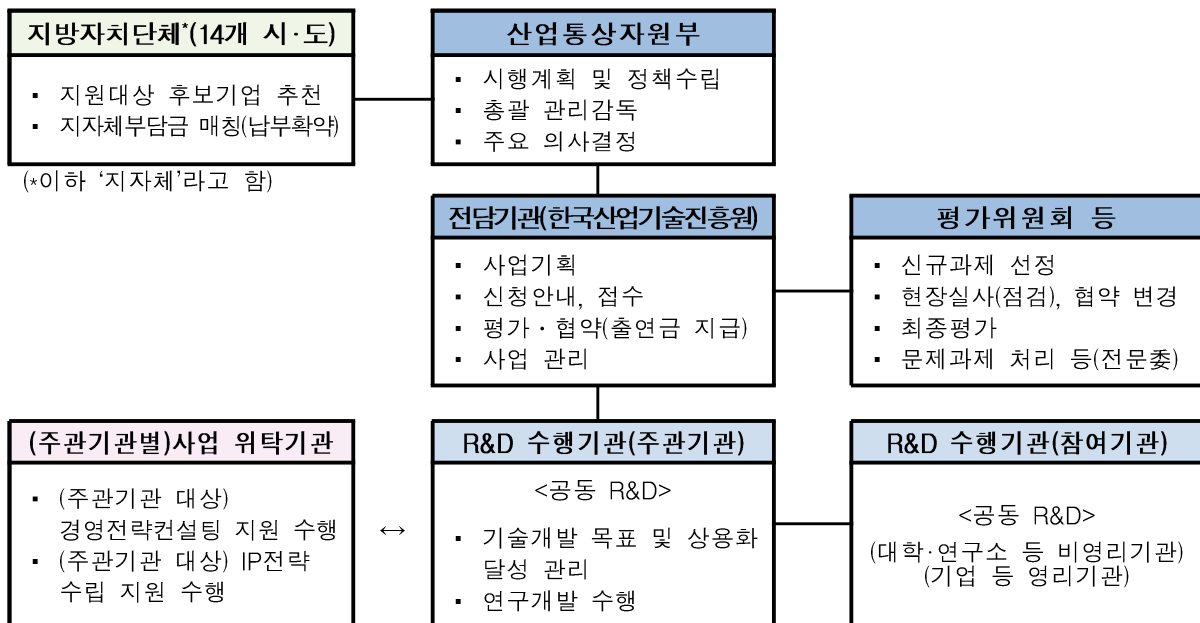 지방자치단체*(14개 시·도)
▪ 지원대상 후보기업 추천
▪ 지자체부담금 매칭(납부확약)
(*이하 ‘지자체’라고 함)
산업통상자원부
▪ 시행계획 및 정책수립
▪ 총괄 관리감독
▪ 주요 의사결정
전담기관(한국산업기술진흥원)
▪ 사업기획
▪ 신청안내, 접수
▪ 평가·협약(출연금 지급)
▪ 사업 관리
평가위원회 등
▪ 신규과제 선정
▪ 현장실사(점검), 협약 변경
▪ 최종평가
▪ 문제과제 처리 등(전문委)
(주관기관별)사업 위탁기관
▪ (주관기관 대상)
경영전략컨설팅 지원 수행
▪ (주관기관 대상) IP전략
수립 지원 수행
↔
R&D 수행기관(주관기관)
<공동 R&D>
▪ 기술개발 목표 및 상용화
달성 관리
▪ 연구개발 수행
R&D 수행기관(참여기관)
<공동 R&D>
(대학·연구소 등 비영리기관)
(기업 등 영리기관)